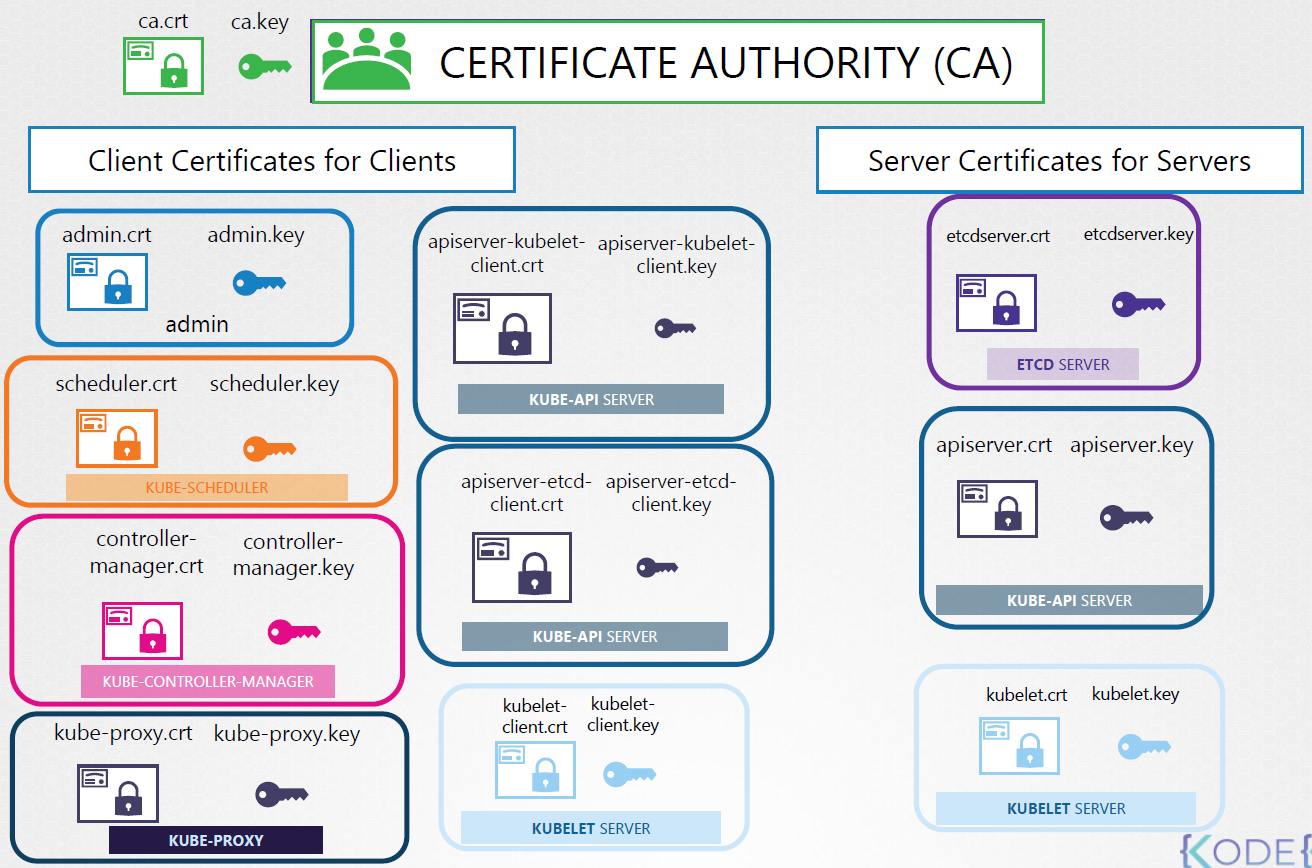 ca.crt
ca.key
CERTIFICATE AUTHORITY (CA)
Client Certificates for Clients
Server Certificates for Servers
admin.crt
admin.key
admin
scheduler.crt
scheduler.key
KUBE-SCHEDULER
controller-
manager.crt
controller-
manager.key
KUBE-CONTROLLER-MANAGER
kube-proxy.crt
kube-proxy.key
KUBE-PROXY
apiserver-kubelet-
client.crt
apiserver-kubelet-
client.key
KUBE-API SERVER
apiserver-etcd-
client.crt
apiserver-etcd-
client.key
KUBE-API SERVER
kubelet-
client.crt
kubelet-
client.key
KUBELET SERVER
etcdserver.crt
etcdserver.key
ETCD SERVER
apiserver.crt
apiserver.key
KUBE-API SERVER
kubelet.crt
kubelet.key
KUBELET SERVER
{KODE{